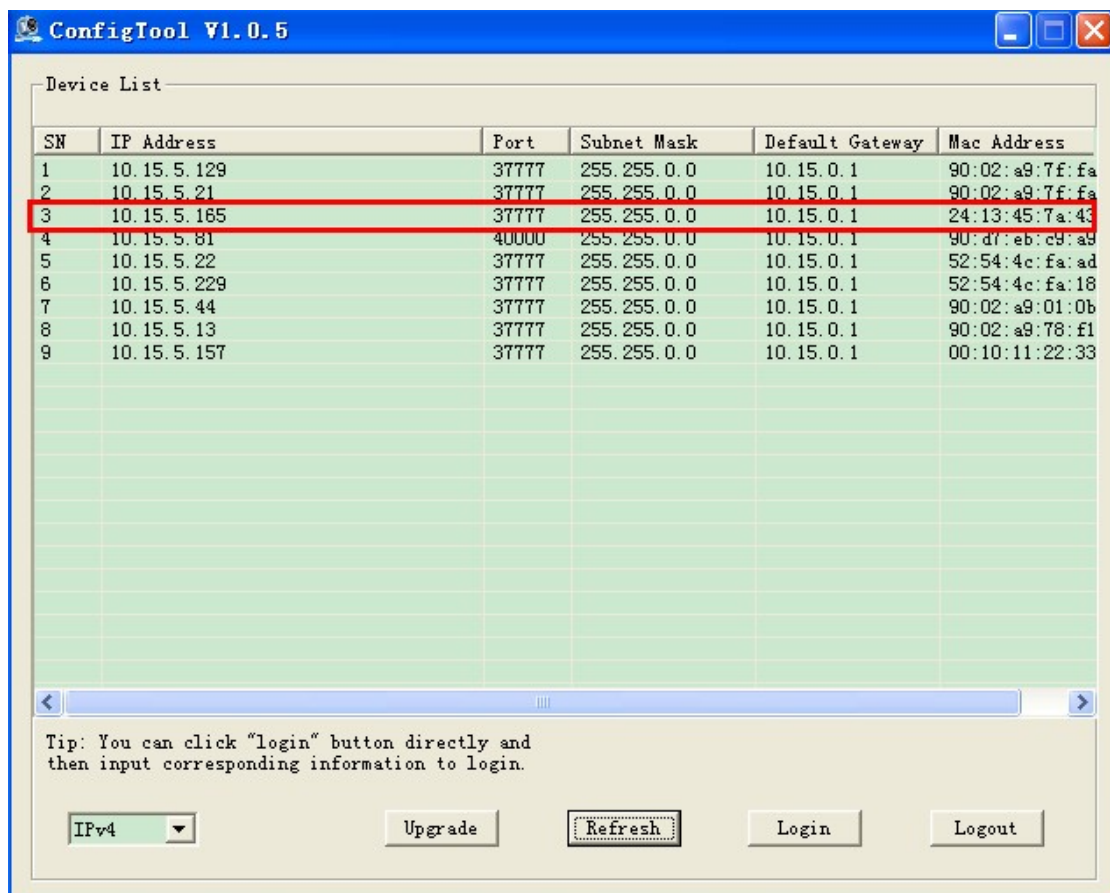 ConfigTool V1.0.5
Device List
SN IP Address Port Subnet Mask Default Gateway Mac Address
1 10.15.5.129 37777 255.255.0.0 10.15.0.1 90:02:a9:7f:fa
2 10.15.5.21 37777 255.255.0.0 10.15.0.1 90:02:a9:7f:fa
3 10.15.5.165 37777 255.255.0.0 10.15.0.1 24:13:45:7a:43
4 10.15.5.81 40000 255.255.0.0 10.15.0.1 90:d7:eb:c9:a9
5 10.15.5.22 37777 255.255.0.0 10.15.0.1 52:54:4c:fa:ad
6 10.15.5.229 37777 255.255.0.0 10.15.0.1 52:54:4c:fa:18
7 10.15.5.44 37777 255.255.0.0 10.15.0.1 90:02:a9:01:0b
8 10.15.5.13 37777 255.255.0.0 10.15.0.1 90:02:a9:78:f1
9 10.15.5.157 37777 255.255.0.0 10.15.0.1 00:10:11:22:33
Tip: You can click "login" button directly and
then input corresponding information to login.
IPv4 Upgrade Refresh Login Logout